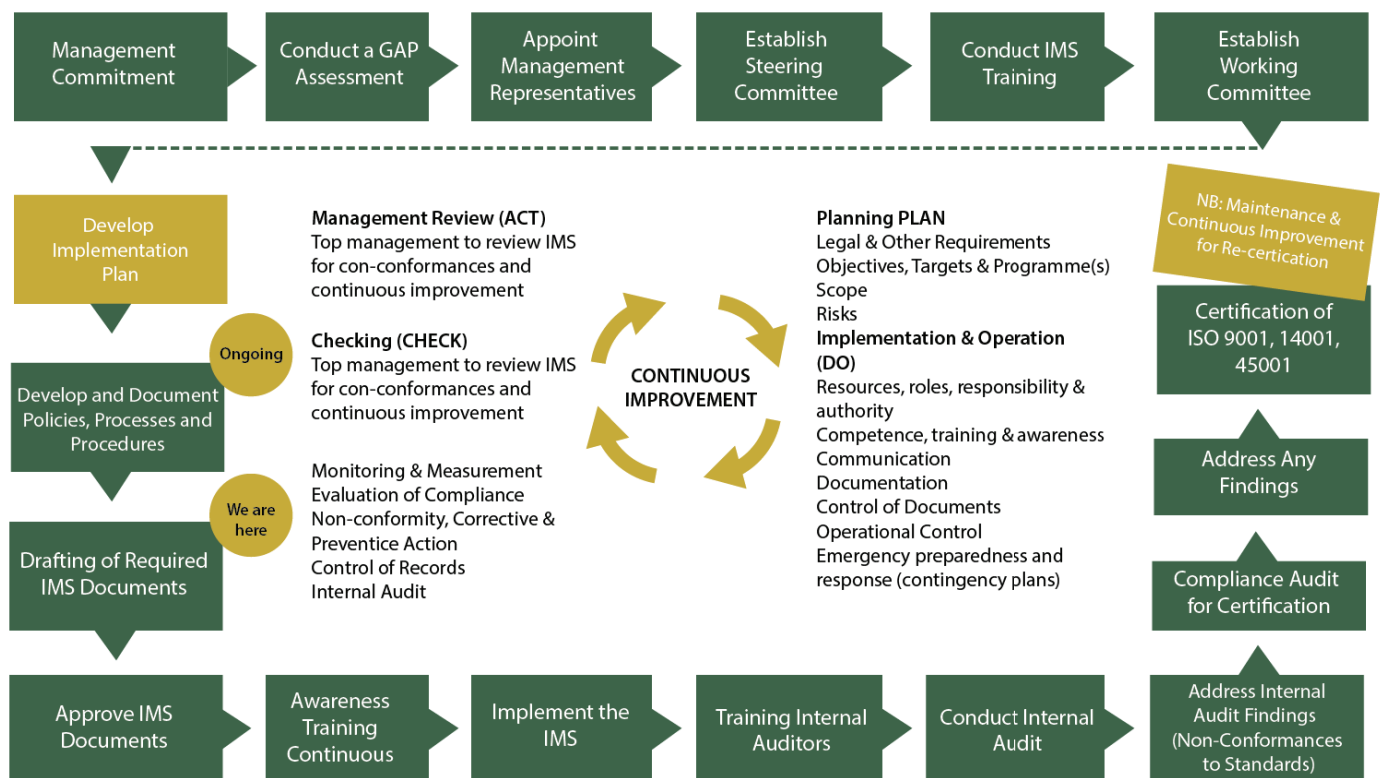 Management
Commitment
Conduct a GAP
Assessment
Appoint
Management
Representatives
Establish
Steering
Committee
Conduct IMS
Training
Establish
Working
Committee
Develop
Implementation
Plan
Ongoing
Develop and Document
Policies, Processes and
Procedures
We are
here
Drafting of Required
IMS Documents
Management Review (ACT)
Top management to review IMS
for con-conformances and
continuous improvement
Checking (CHECK)
Top management to review IMS
for con-conformances and
continuous improvement
Monitoring & Measurement
Evaluation of Compliance
Non-conformity, Corrective &
Preventice Action
Control of Records
Internal Audit
CONTINUOUS
IMPROVEMENT
Planning PLAN
Legal & Other Requirements
Objectives, Targets & Programme(s)
Scope
Risks
Implementation & Operation
(DO)
Resources, roles, responsibility &
authority
Competence, training & awareness
Communication
Documentation
Control of Documents
Operational Control
Emergency preparedness and
response (contingency plans)
NB: Maintenance &
Continuous Improvement
for Re-certication
Certification of
ISO 9001, 14001,
45001
Address Any
Findings
Compliance Audit
for Certification
Approve IMS
Documents
Awareness
Training
Continuous
Implement the
IMS
Training Internal
Auditors
Conduct Internal
Audit
Address Internal
Audit Findings
(Non-Conformances
to Standards)